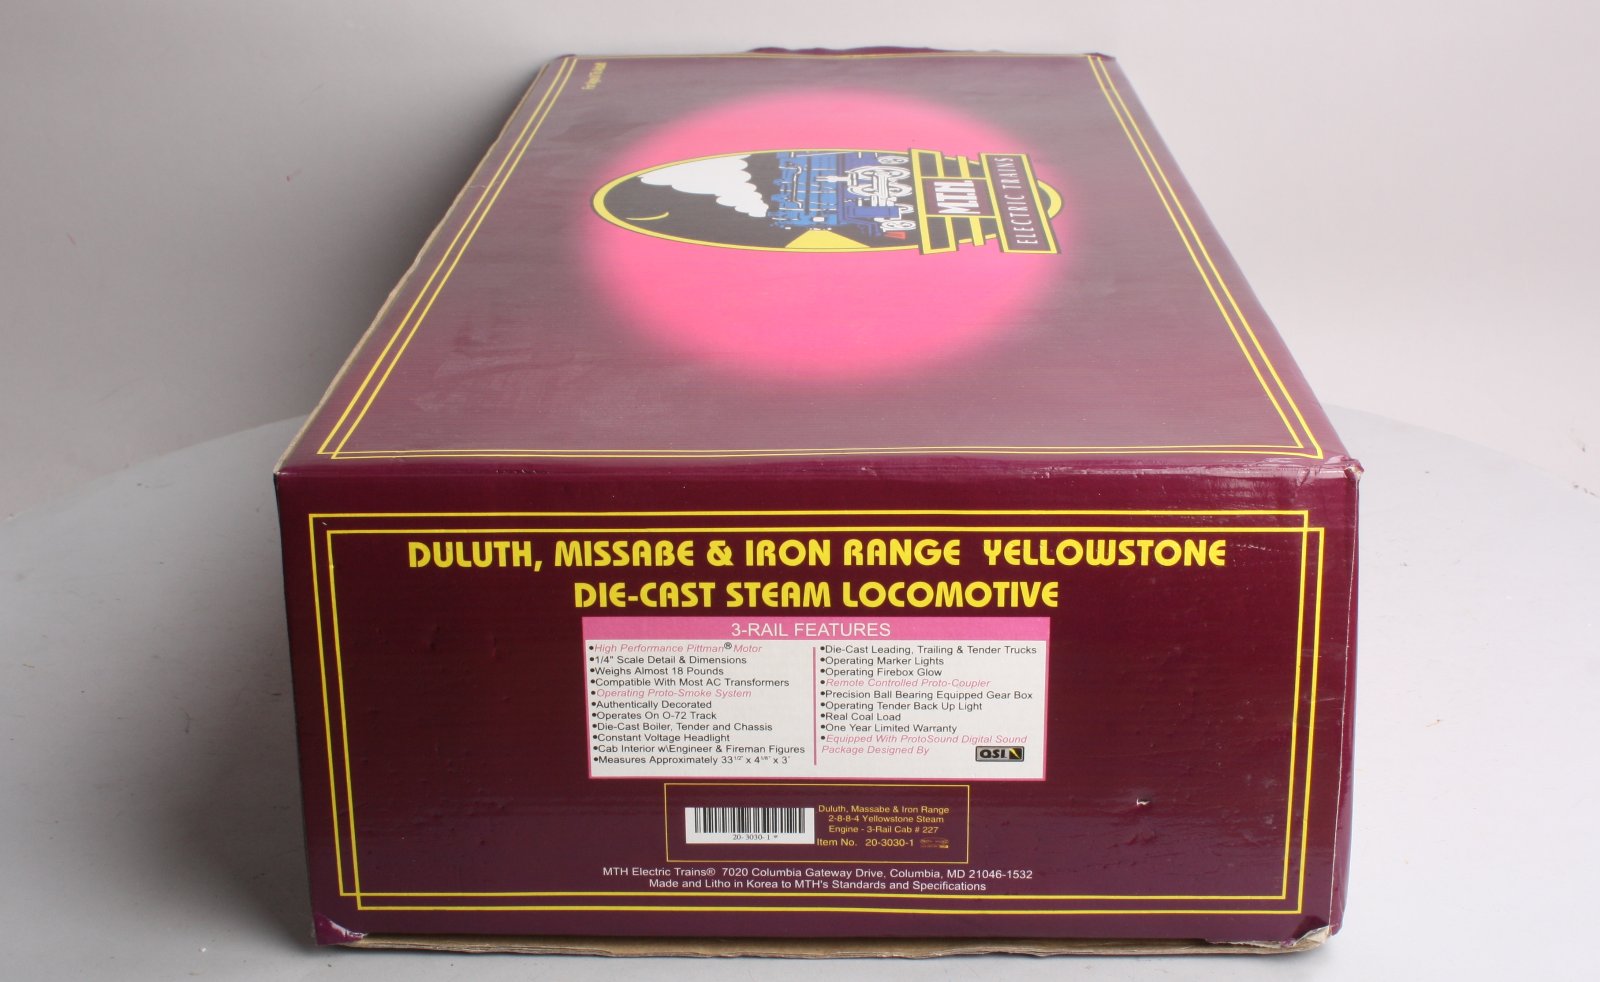 M.T.H.
ELECTRIC TRAINS
DULUTH, MISSABE & IRON RANGE YELLOWSTONE
DIE-CAST STEAM LOCOMOTIVE
3-RAIL FEATURES
•High Performance Pittman® Motor
•1/4" Scale Detail & Dimensions
•Weighs Almost 18 Pounds
•Compatible With Most AC Transformers
•Operating Proto-Smoke System
•Authentically Decorated
•Operates On O-72 Track
•Die-Cast Boiler, Tender and Chassis
•Constant Voltage Headlight
•Cab Interior w\Engineer & Fireman Figures
•Measures Approximately 33 1/2" x 4 1/8" x 3"
•Die-Cast Leading, Trailing & Tender Trucks
•Operating Marker Lights
•Operating Firebox Glow
•Remote Controlled Proto-Coupler
•Precision Ball Bearing Equipped Gear Box
•Operating Tender Back Up Light
•Real Coal Load
•One Year Limited Warranty
•Equipped With ProtoSound Digital Sound
Package Designed By QSI
20-3030-1*
Duluth, Massabe & Iron Range
2-8-8-4 Yellowstone Steam
Engine - 3-Rail Cab # 227
Item No. 20-3030-1
MTH Electric Trains® 7020 Columbia Gateway Drive, Columbia, MD 21046-1532
Made and Litho in Korea to MTH's Standards and Specifications